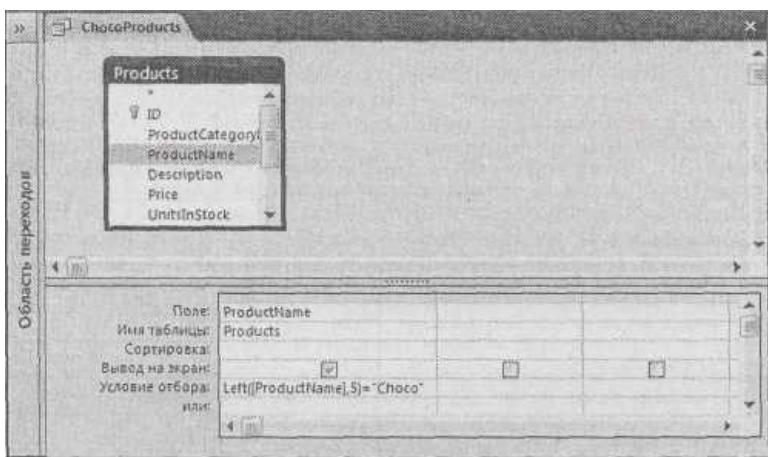 »
ChocoProducts
×
Products
*
ID
ProductCategoryI
ProductName
Description
Price
UnitsInStock
Область переходов
Поле: ProductName
Имя таблицы: Products
Сортировка:
Вывод на экран:
Условие отбора: Left([ProductName],5)="Choco"
или: